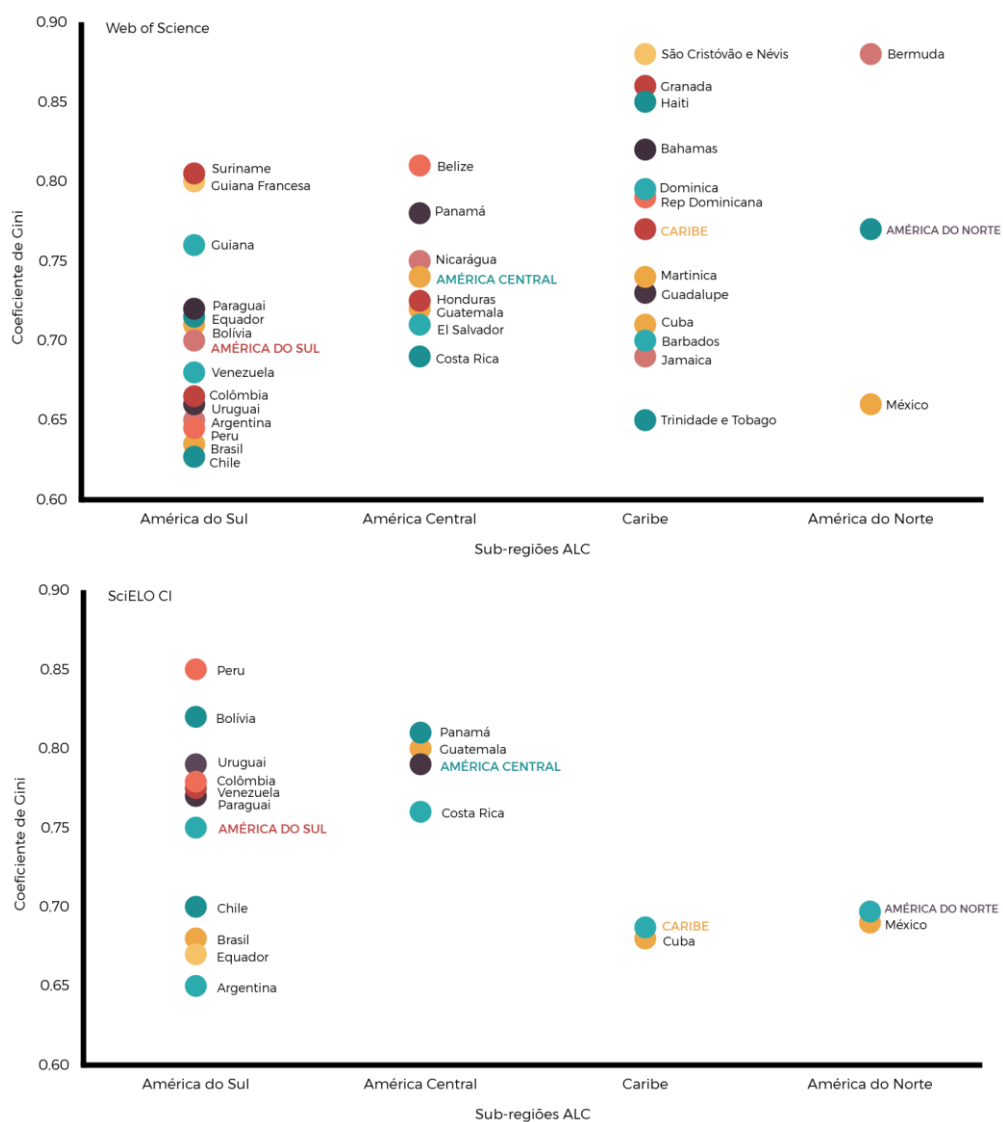 Web of Science
Coeficiente de Gini
0,90
0,85
0,80
0,75
0,70
0,65
0,60
Suriname
Guiana Francesa
Guiana
Paraguai
Equador
Bolívia
AMÉRICA DO SUL
Venezuela
Colômbia
Uruguai
Argentina
Peru
Brasil
Chile
Belize
Panamá
Nicarágua
AMÉRICA CENTRAL
Honduras
Guatemala
El Salvador
Costa Rica
São Cristóvão e Névis
Granada
Haiti
Bahamas
Dominica
Rep Dominicana
CARIBE
Martinica
Guadalupe
Cuba
Barbados
Jamaica
Trinidade e Tobago
Bermuda
AMÉRICA DO NORTE
México
América do Sul
América Central
Caribe
América do Norte
Sub-regiões ALC
SciELO CI
Coeficiente de Gini
0,90
0,85
0,80
0,75
0,70
0,65
0,60
Peru
Bolívia
Uruguai
Colômbia
Venezuela
Paraguai
AMÉRICA DO SUL
Chile
Brasil
Equador
Argentina
Panamá
Guatemala
AMÉRICA CENTRAL
Costa Rica
CARIBE
Cuba
AMÉRICA DO NORTE
México
América do Sul
América Central
Caribe
América do Norte
Sub-regiões ALC